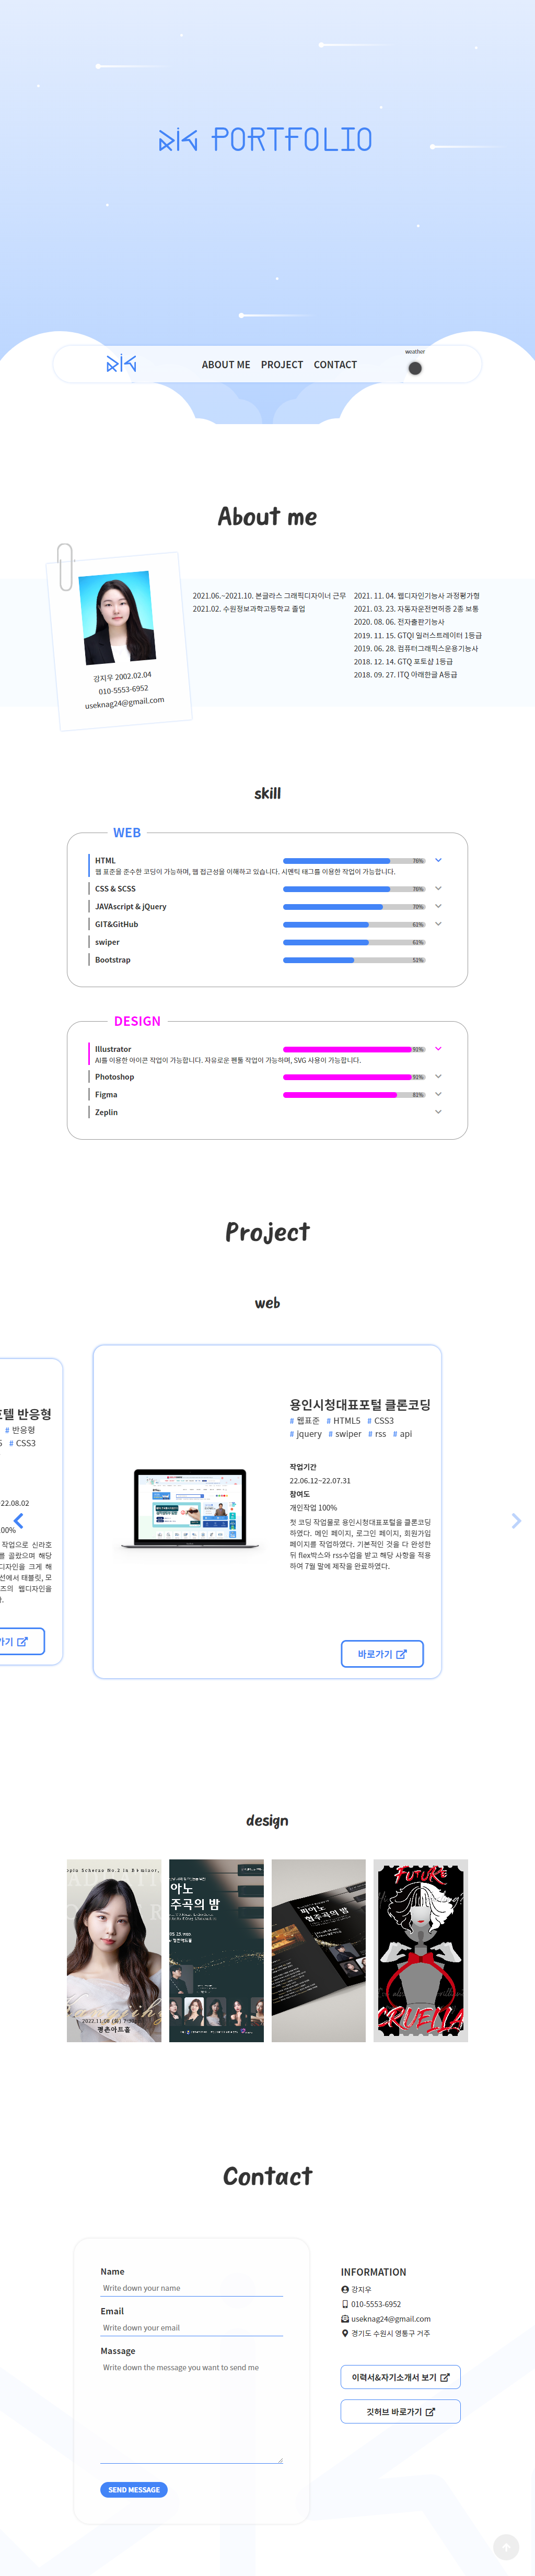 PORTFOLIO
ABOUT ME PROJECT CONTACT
weather
About me
강지우 2002.02.04
010-5553-6952
useknag24@gmail.com
2021.06.~2021.10. 본글라스 그래픽디자이너 근무
2021.02. 수원정보과학고등학교 졸업
2021. 11. 04. 웹디자인기능사 과정평가형
2021. 03. 23. 자동차운전면허증 2종 보통
2020. 08. 06. 전자출판기능사
2019. 11. 15. GTQI 일러스트레이터 1등급
2019. 06. 28. 컴퓨터그래픽스운용기능사
2018. 12. 14. GTQ 포토샵 1등급
2018. 09. 27. ITQ 아래한글 A등급
skill
WEB
HTML 76%
웹 표준을 준수한 코딩이 가능하며, 웹 접근성을 이해하고 있습니다. 시맨틱 태그를 이용한 작업이 가능합니다.
CSS & SCSS 76%
JAVAscript & jQuery 70%
GIT&GitHub 61%
swiper 61%
Bootstrap 51%
DESIGN
Illustrator 91%
AI를 이용한 아이콘 작업이 가능합니다. 자유로운 펜툴 작업이 가능하며, SVG 사용이 가능합니다.
Photoshop 91%
Figma 81%
Zeplin
Project
web
텔 반응형
# 반응형
# CSS3
22.08.02
00%
작업으로 신라호
를 골랐으며 해당
디자인을 크게 해
선에서 태블릿, 모
즈의 웹디자인을
기
용인시청대표포털 클론코딩
# 웹표준 # HTML5 # CSS3
# jquery # swiper # rss # api
작업기간
22.06.12~22.07.31
참여도
개인작업 100%
첫 코딩 작업물로 용인시청대표포털을 클론코딩
하였다. 메인 페이지, 로그인 페이지, 회원가입
페이지를 작업하였다. 기본적인 것을 다 완성한
뒤 flex박스와 rss수업을 받고 해당 사항을 적용
하여 7월 말에 제작을 완료하였다.
바로가기
design
opin Scherzo No.2 in B♭minor,
2022.11.08 (화) 7:30
평촌아트홀
아노
주곡의 밤
피아노
협주곡의 밤
FUTURE
CRUELLA
Contact
Name
Write down your name
Email
Write down your email
Massage
Write down the message you want to send me
SEND MESSAGE
INFORMATION
강지우
010-5553-6952
useknag24@gmail.com
경기도 수원시 영통구 거주
이력서&자기소개서 보기
깃허브 바로가기